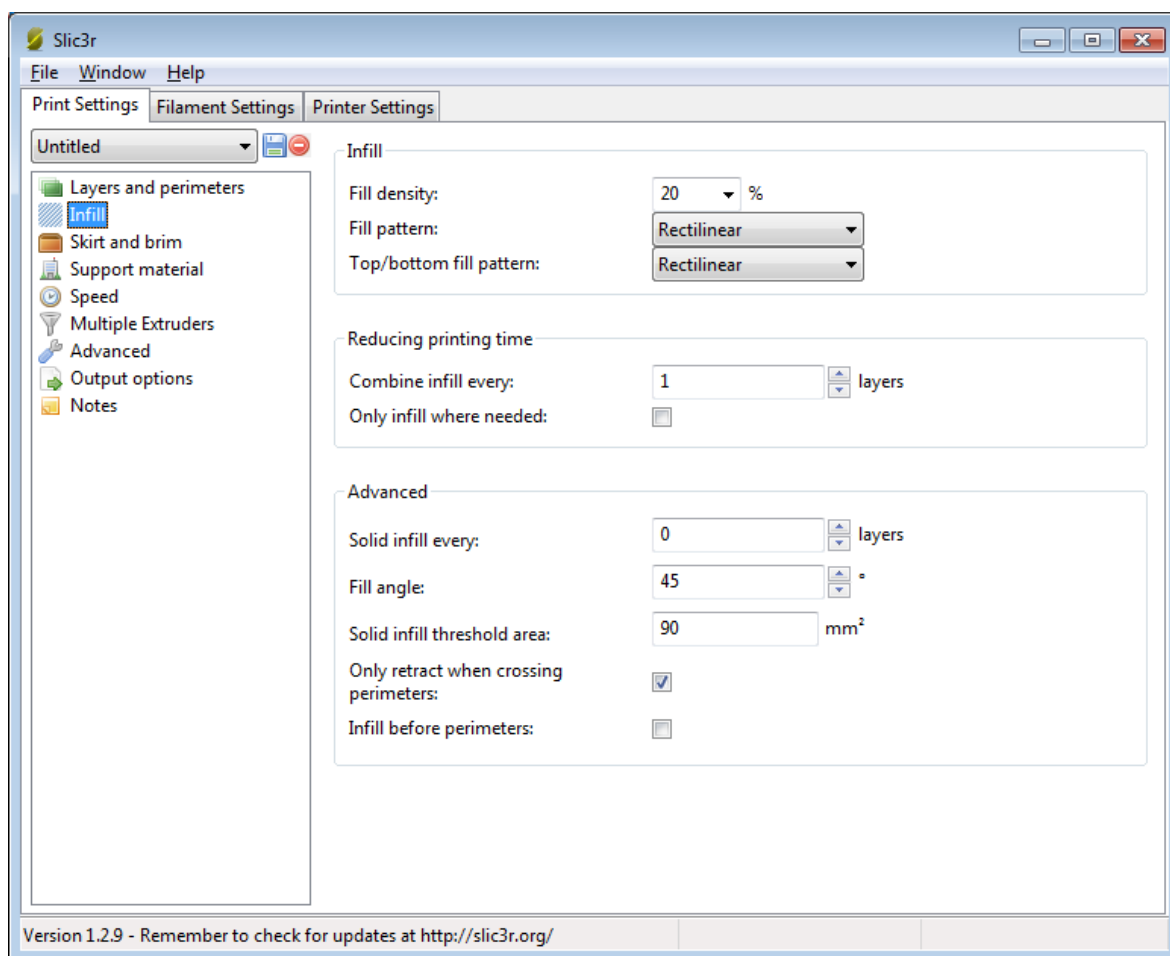 Slic3r
File Window Help
Print Settings Filament Settings Printer Settings
Untitled
Layers and perimeters
Infill
Skirt and brim
Support material
Speed
Multiple Extruders
Advanced
Output options
Notes
Infill
Fill density: 20 %
Fill pattern: Rectilinear
Top/bottom fill pattern: Rectilinear
Reducing printing time
Combine infill every: 1 layers
Only infill where needed:
Advanced
Solid infill every: 0 layers
Fill angle: 45 °
Solid infill threshold area: 90 mm²
Only retract when crossing
perimeters:
Infill before perimeters:
Version 1.2.9 - Remember to check for updates at http://slic3r.org/